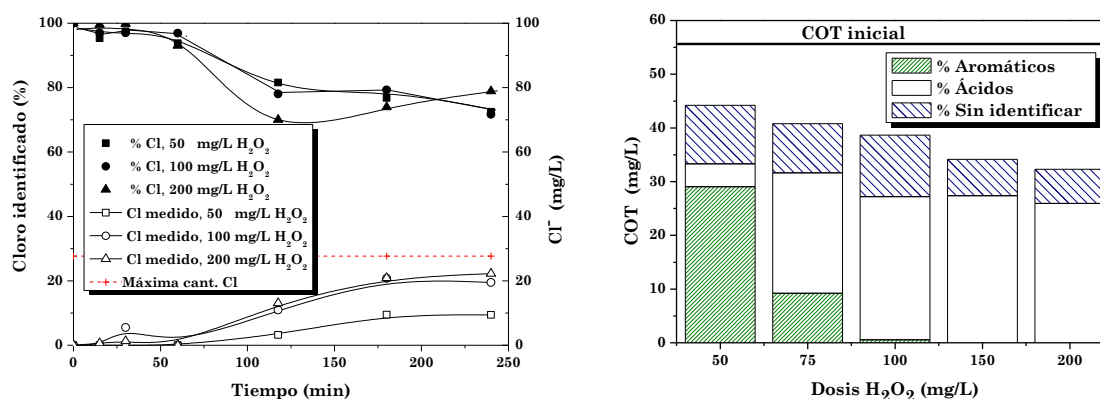 100
80
60
40
20
0
Cloro identificado (%)
% Cl, 50 mg/L H₂O₂
% Cl, 100 mg/L H₂O₂
% Cl, 200 mg/L H₂O₂
Cl medido, 50 mg/L H₂O₂
Cl medido, 100 mg/L H₂O₂
Cl medido, 200 mg/L H₂O₂
Máxima cant. Cl
100
80
60
40
20
0
Cl⁻ (mg/L)
0 50 100 150 200 250
Tiempo (min)
60
50
40
30
20
10
0
COT (mg/L)
COT inicial
% Aromáticos
% Ácidos
% Sin identificar
50 75 100 150 200
Dosis H₂O₂ (mg/L)